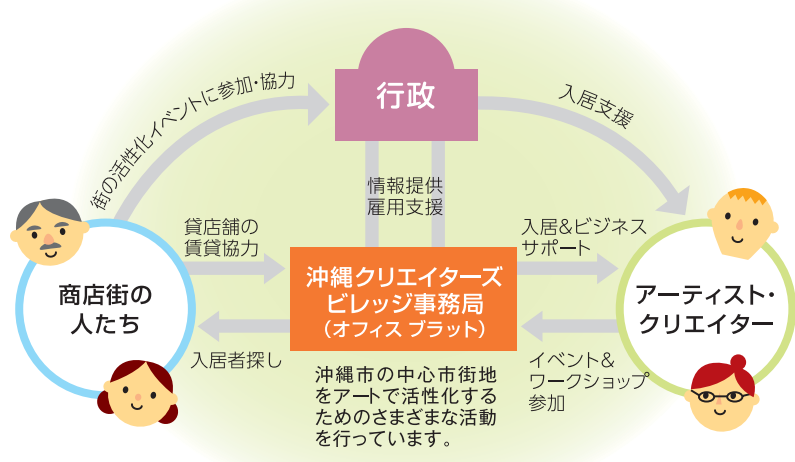 行政
街の活性化イベントに参加・協力
入居支援
情報提供
雇用支援
貸店舗の
賃貸協力
入居&ビジネス
サポート
商店街の
人たち
沖縄クリエイターズ
ビレッジ事務局
（オフィス プラット）
アーティスト・
クリエイター
入居者探し
イベント&
ワークショップ
参加
沖縄市の中心市街地
をアートで活性化する
ためのさまざまな活動
を行っています。